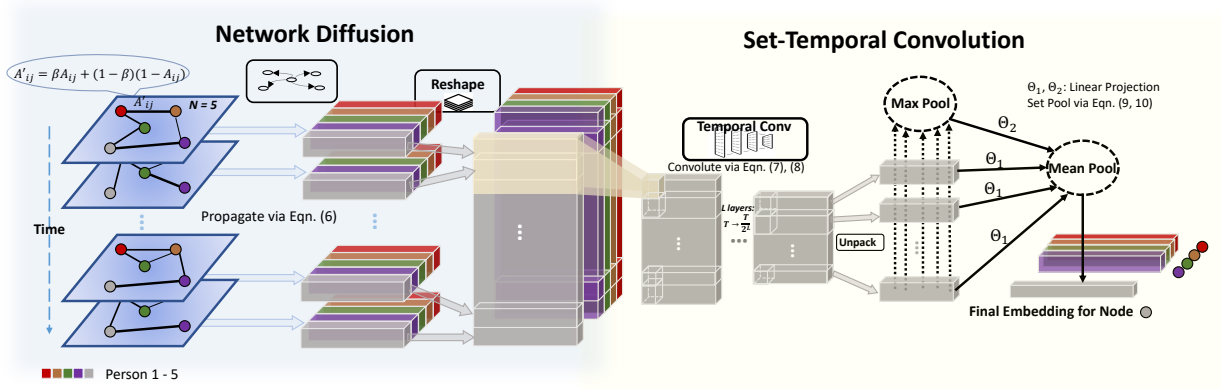 Network Diffusion
Set-Temporal Convolution
A'ij = βAij + (1 − β)(1 − Aij)
A'ij
N = 5
Reshape
Propagate via Eqn. (6)
Time
Person 1 - 5
Temporal Conv
Convolute via Eqn. (7), (8)
L layers:
T → T/2^L
Unpack
Max Pool
Θ1, Θ2: Linear Projection
Set Pool via Eqn. (9, 10)
Θ2
Θ1
Mean Pool
Θ1
Θ1
Final Embedding for Node